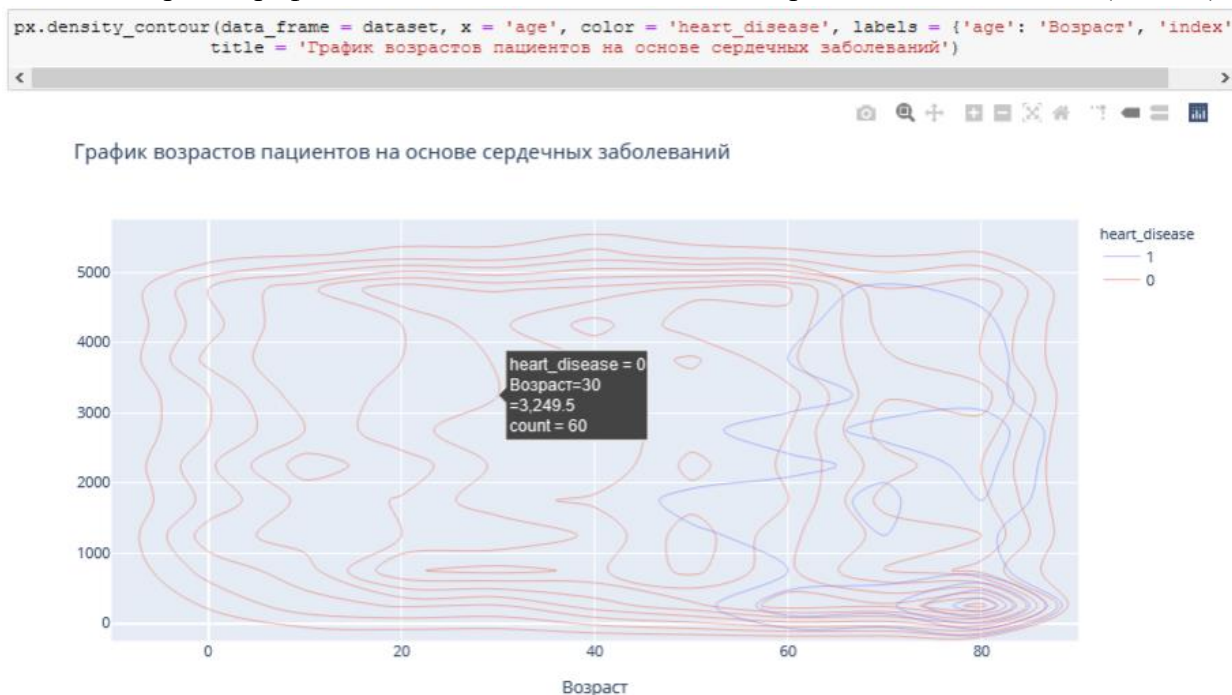 px.density_contour(data_frame = dataset, x = 'age', color = 'heart_disease', labels = {'age': 'Возраст', 'index'
title = 'График возрастов пациентов на основе сердечных заболеваний')
График возрастов пациентов на основе сердечных заболеваний
heart_disease
1
0
5000
4000
3000
2000
1000
0
heart_disease = 0
Возраст=30
=3,249.5
count = 60
0 20 40 60 80
Возраст